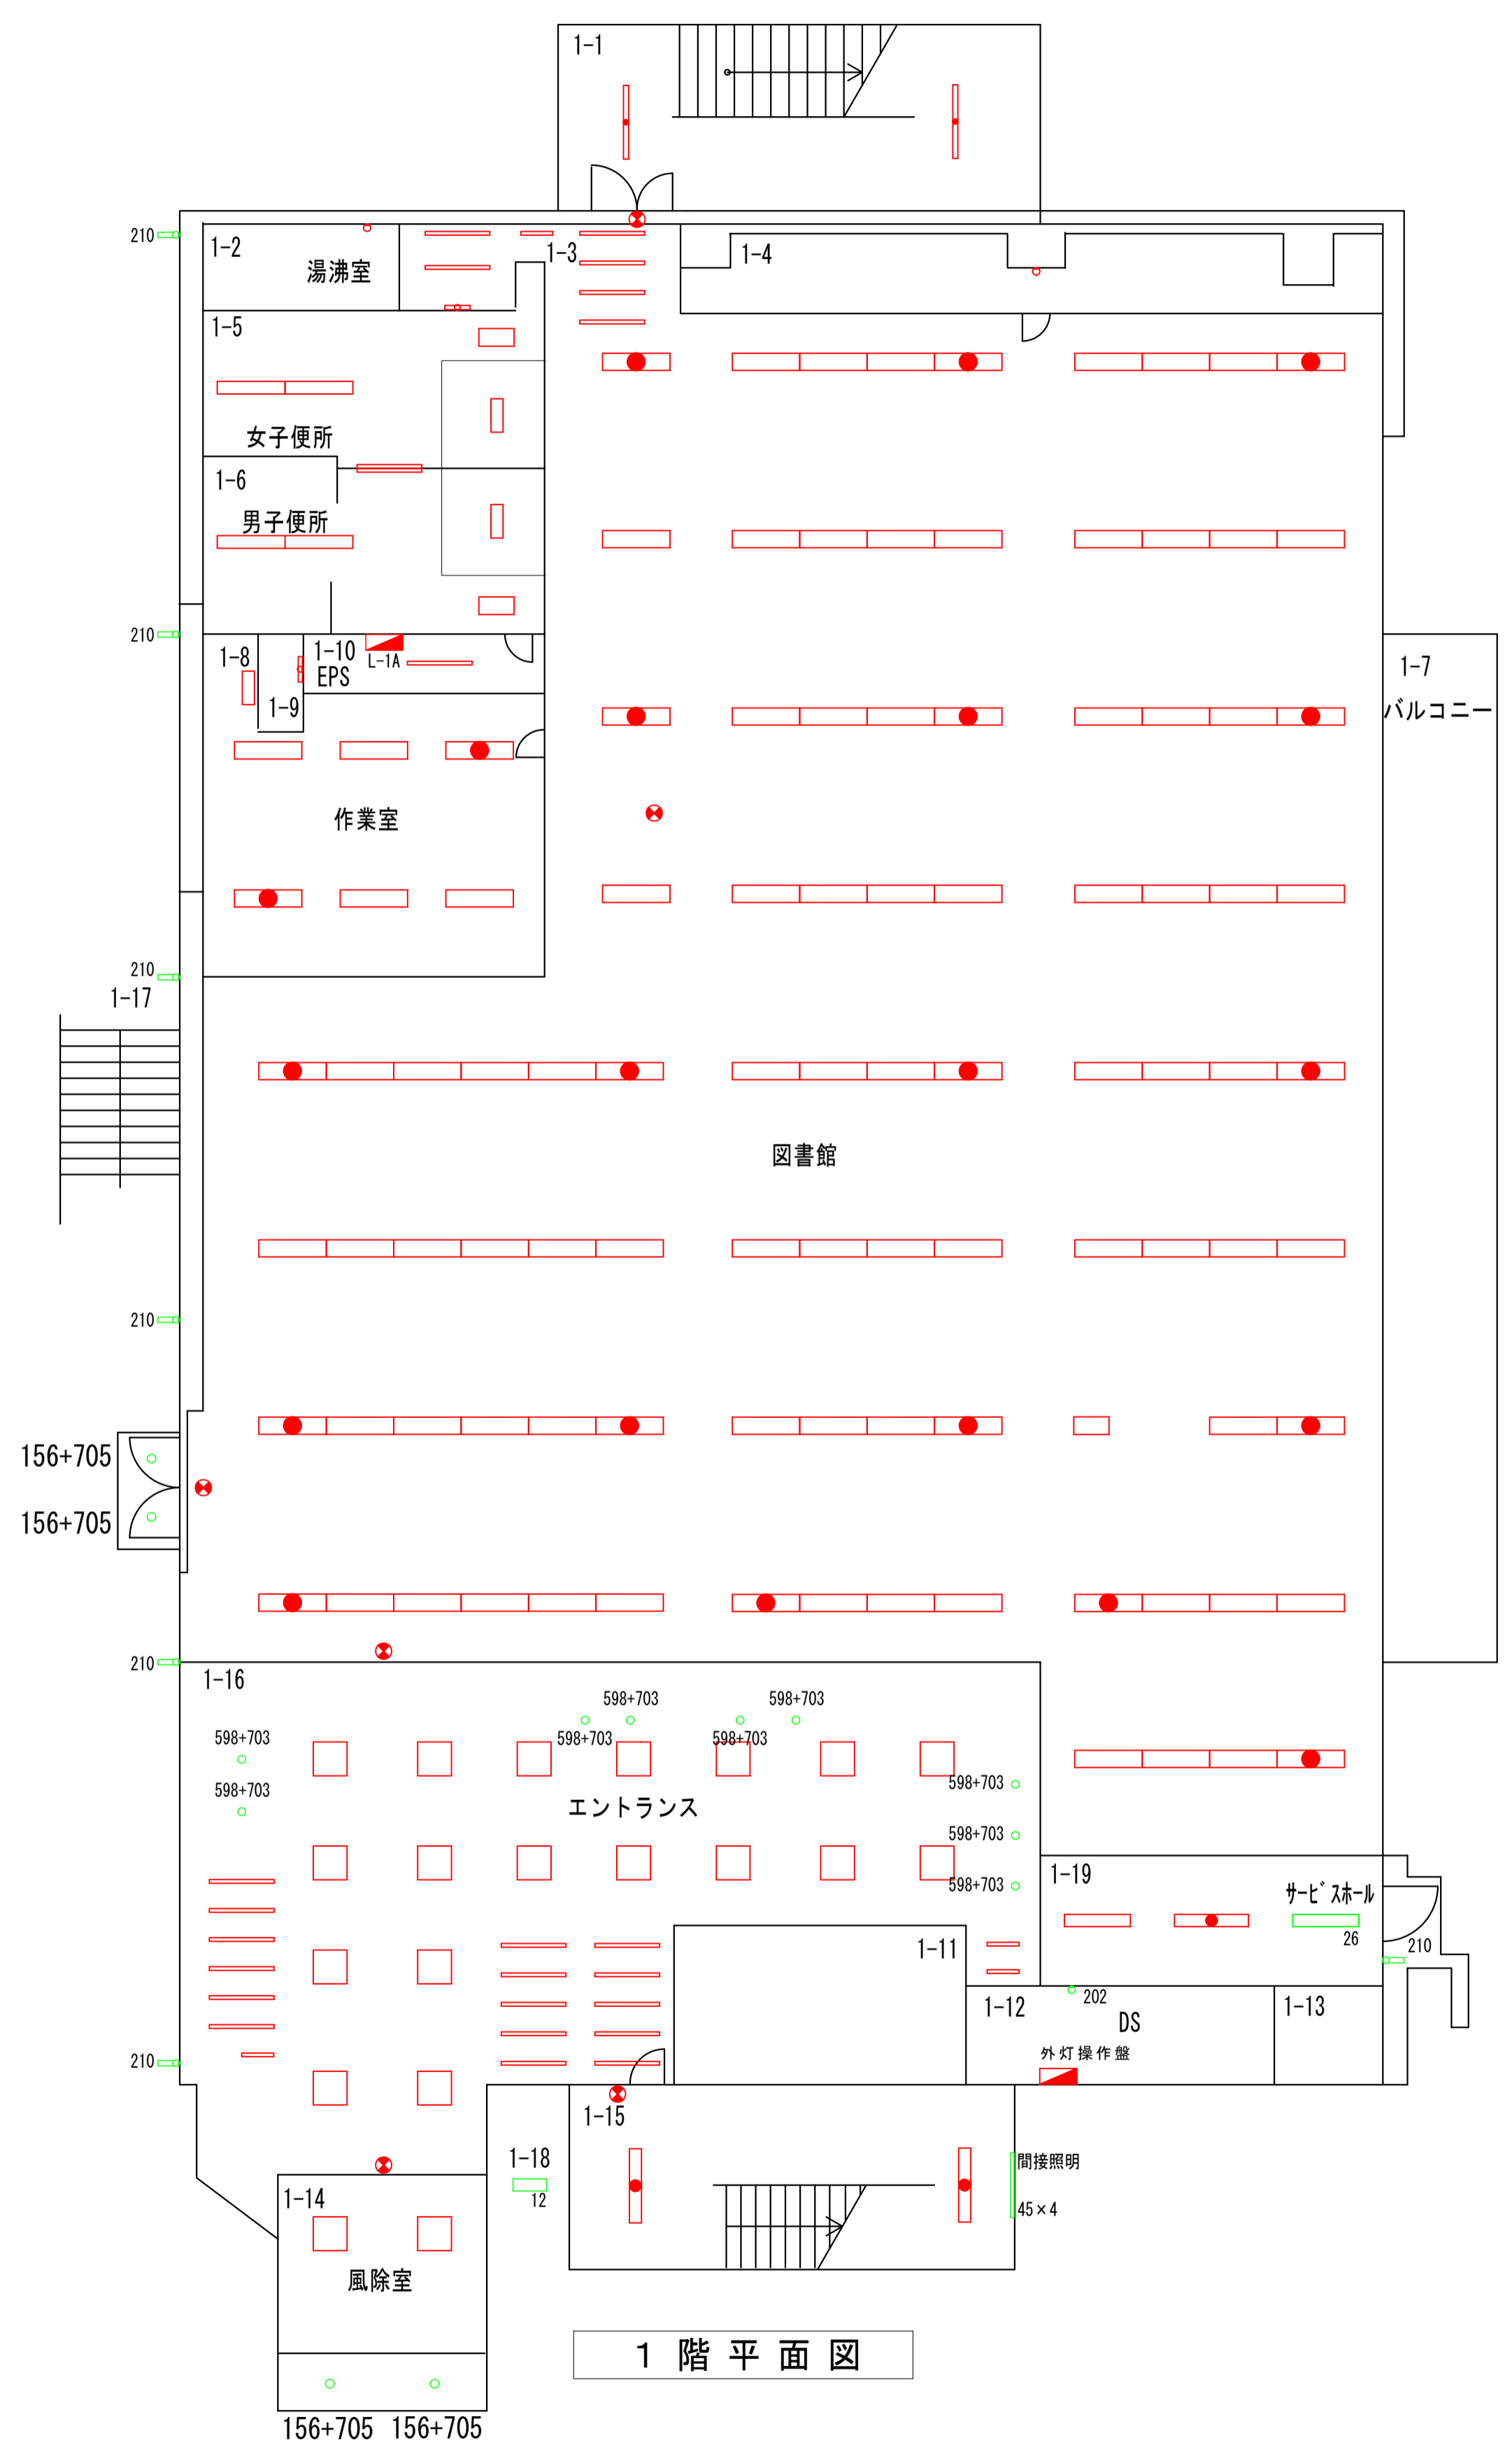 1-1
210
1-2
湯沸室
1-3
1-4
1-5
女子便所
1-6
男子便所
210
1-8
1-10
EPS
L-1A
1-9
1-7
バルコニー
作業室
210
1-17
図書館
210
156+705
156+705
210
1-16
598+703
598+703
598+703
598+703
598+703
598+703
598+703
エントランス
598+703
598+703
1-19
サービスホール
26
210
1-11
1-12
202
DS
1-13
外灯操作盤
210
1-15
1-18
12
間接照明
45×4
1-14
風除室
1階平面図
156+705
156+705